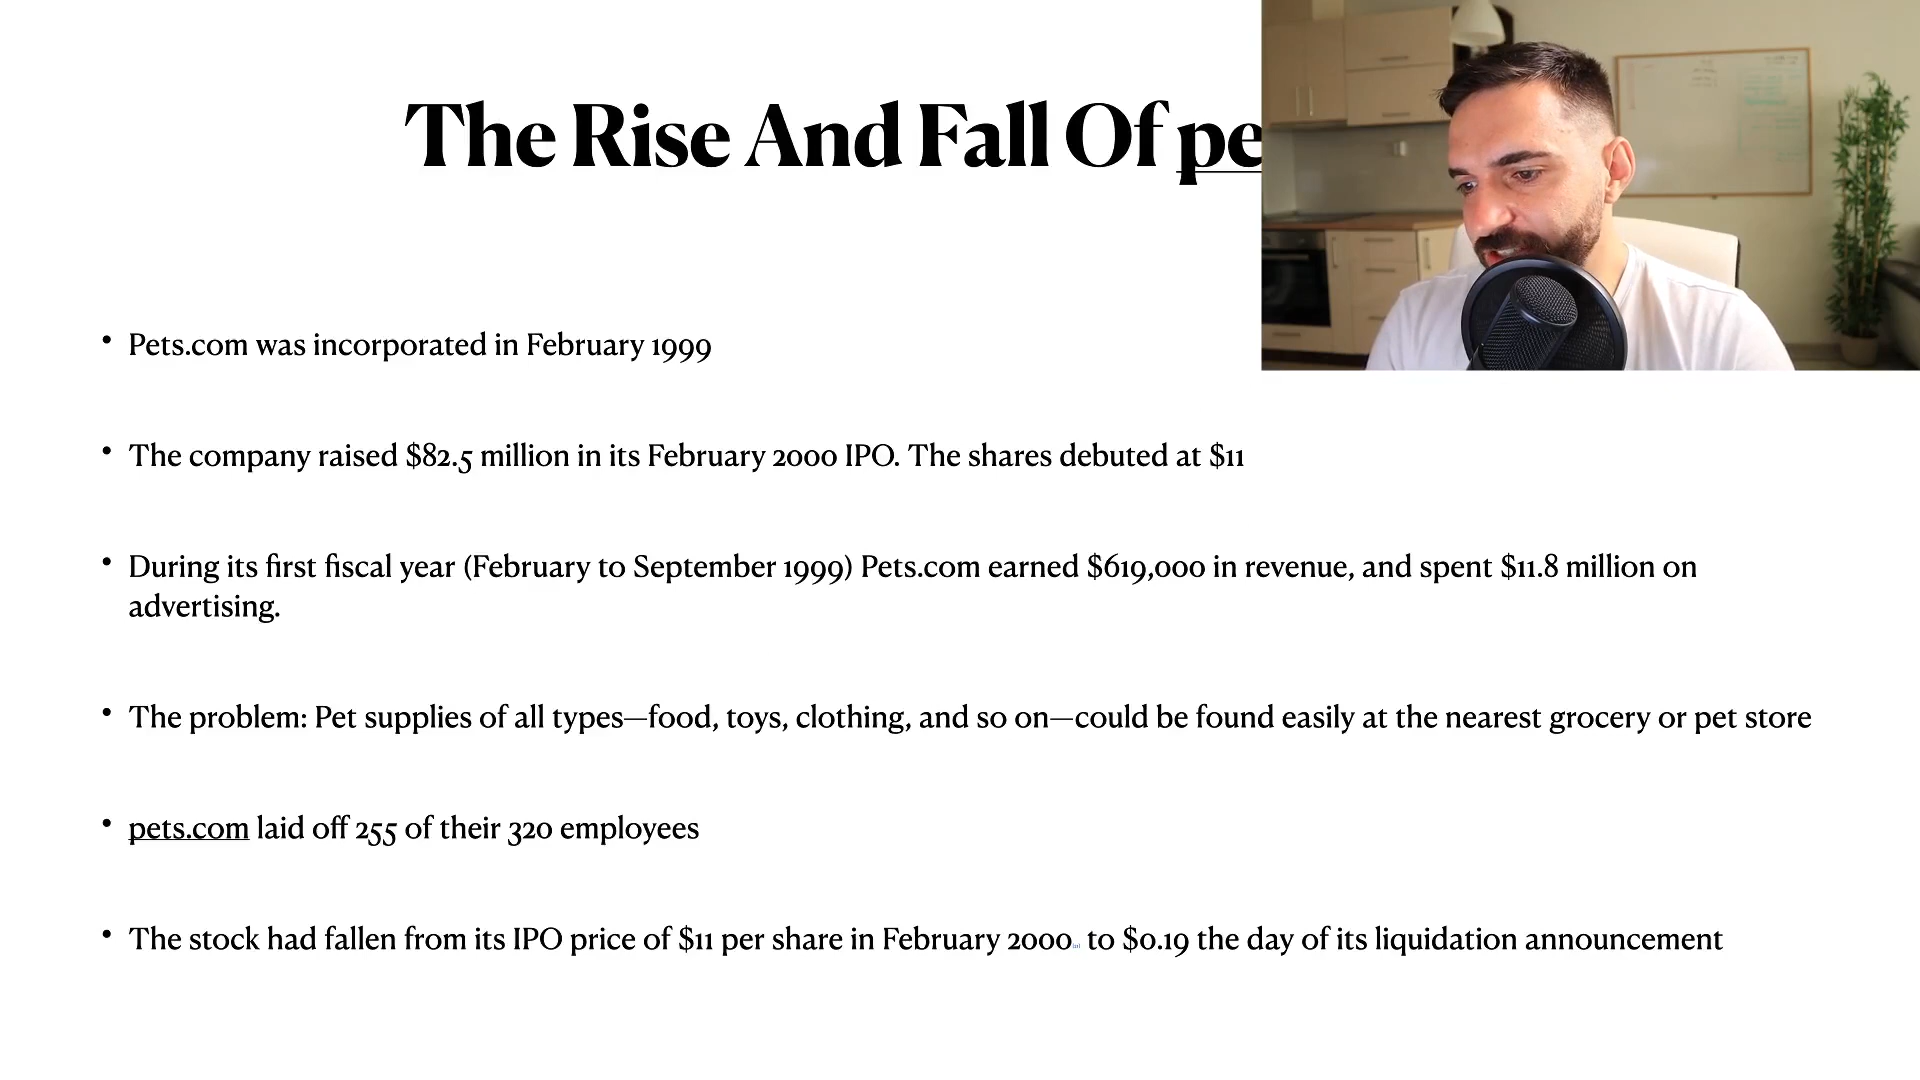 The Rise And Fall Of pe
• Pets.com was incorporated in February 1999
• The company raised $82.5 million in its February 2000 IPO. The shares debuted at $11
• During its first fiscal year (February to September 1999) Pets.com earned $619,000 in revenue, and spent $11.8 million on
advertising.
• The problem: Pet supplies of all types—food, toys, clothing, and so on—could be found easily at the nearest grocery or pet store
• pets.com laid off 255 of their 320 employees
• The stock had fallen from its IPO price of $11 per share in February 2000 to $0.19 the day of its liquidation announcement